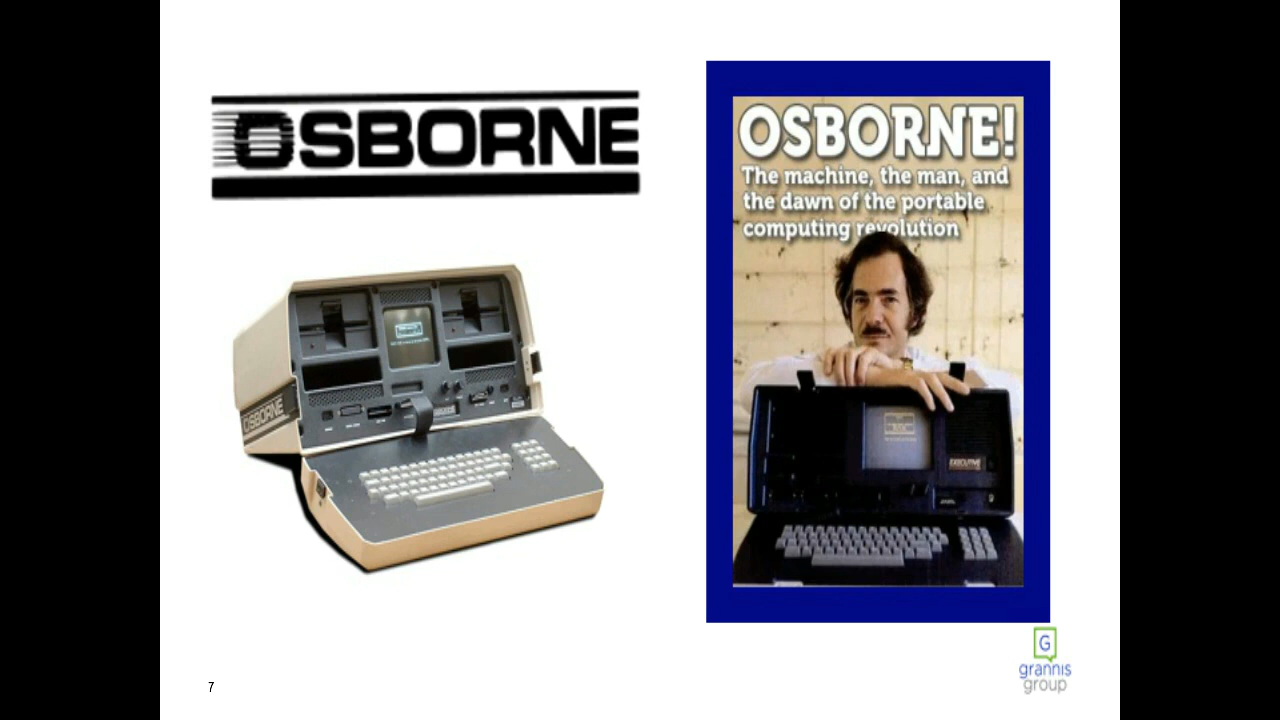 OSBORNE
OSBORNE!
The machine, the man, and
the dawn of the portable
computing revolution
OSBORNE
EXECUTIVE
G
grannis
group
7